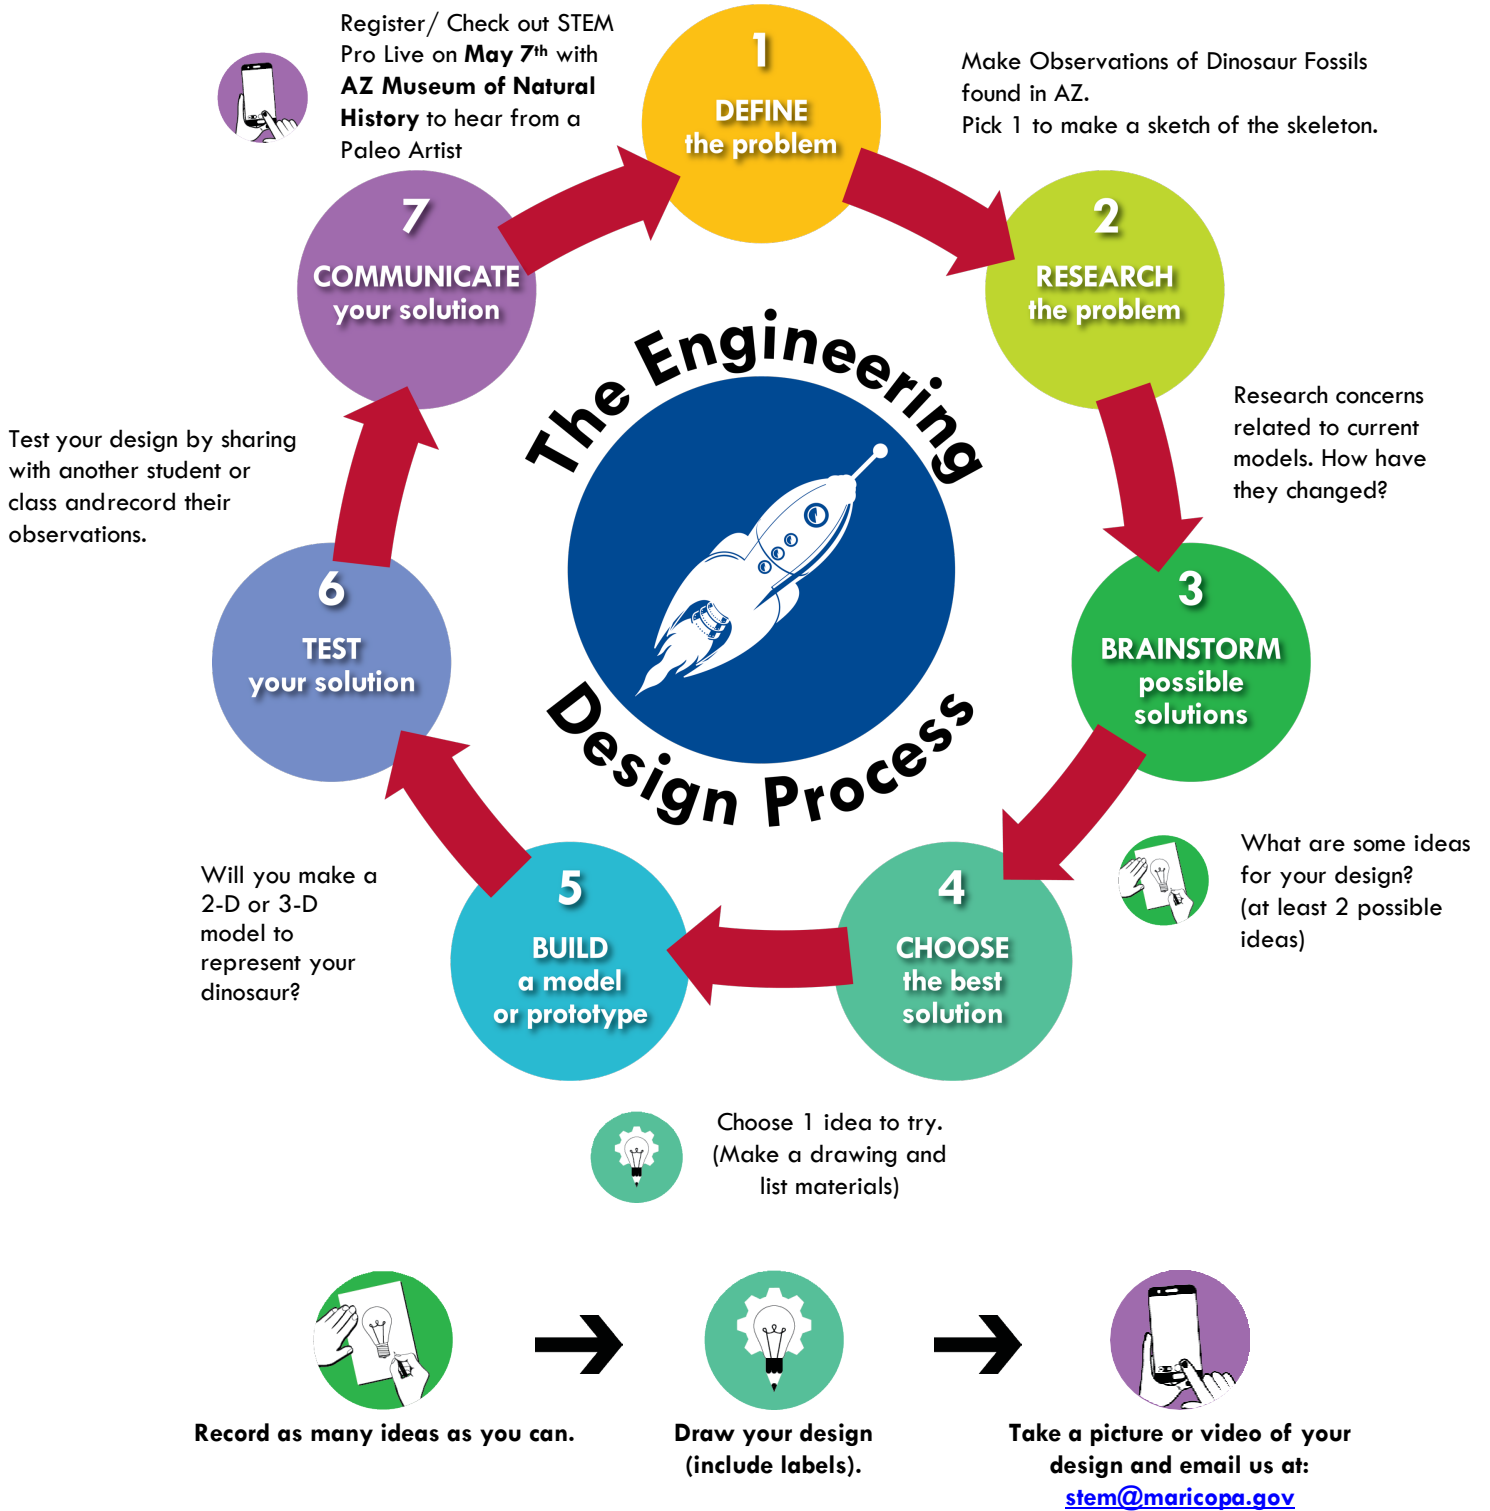 Register/ Check out STEM
Pro Live on May 7th with
AZ Museum of Natural
History to hear from a
Paleo Artist
1
DEFINE
the problem
Make Observations of Dinosaur Fossils
found in AZ.
Pick 1 to make a sketch of the skeleton.
2
RESEARCH
the problem
Research concerns
related to current
models. How have
they changed?
3
BRAINSTORM
possible
solutions
What are some ideas
for your design?
(at least 2 possible
ideas)
4
CHOOSE
the best
solution
Choose 1 idea to try.
(Make a drawing and
list materials)
5
BUILD
a model
or prototype
Will you make a
2-D or 3-D
model to
represent your
dinosaur?
6
TEST
your solution
Test your design by sharing
with another student or
class andrecord their
observations.
7
COMMUNICATE
your solution
The Engineering
Design Process
Record as many ideas as you can.
Draw your design
(include labels).
Take a picture or video of your
design and email us at:
stem@maricopa.gov